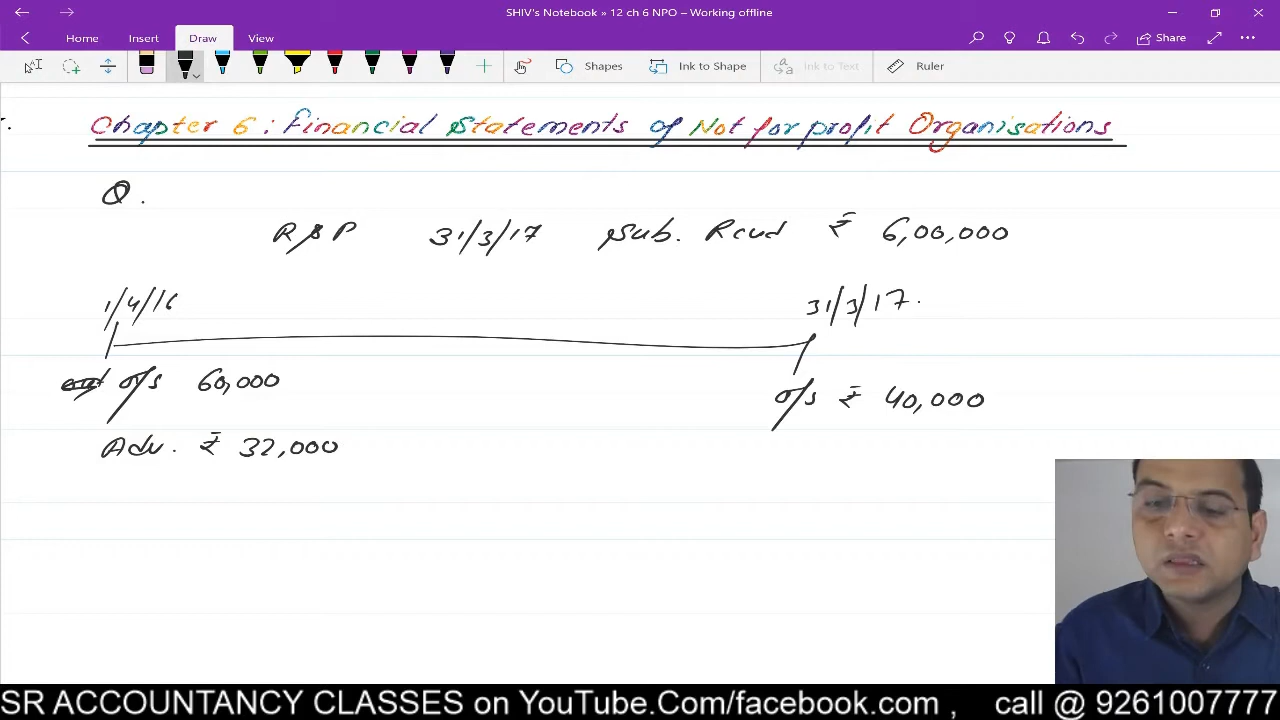 SHIV's Notebook » 12 ch 6 NPO – Working offline
Home Insert Draw View
Share
Shapes Ink to Shape Ink to Text Ruler
Chapter 6 : Financial Statements of Not for profit Organisations
Q.
R & P 31/3/17 Sub. Rcvd ₹ 6,00,000
1/4/16 31/3/17.
o/s 60,000 o/s ₹ 40,000
Adv. ₹ 32,000
SR ACCOUNTANCY CLASSES on YouTube.Com/facebook.com , call @ 9261007777